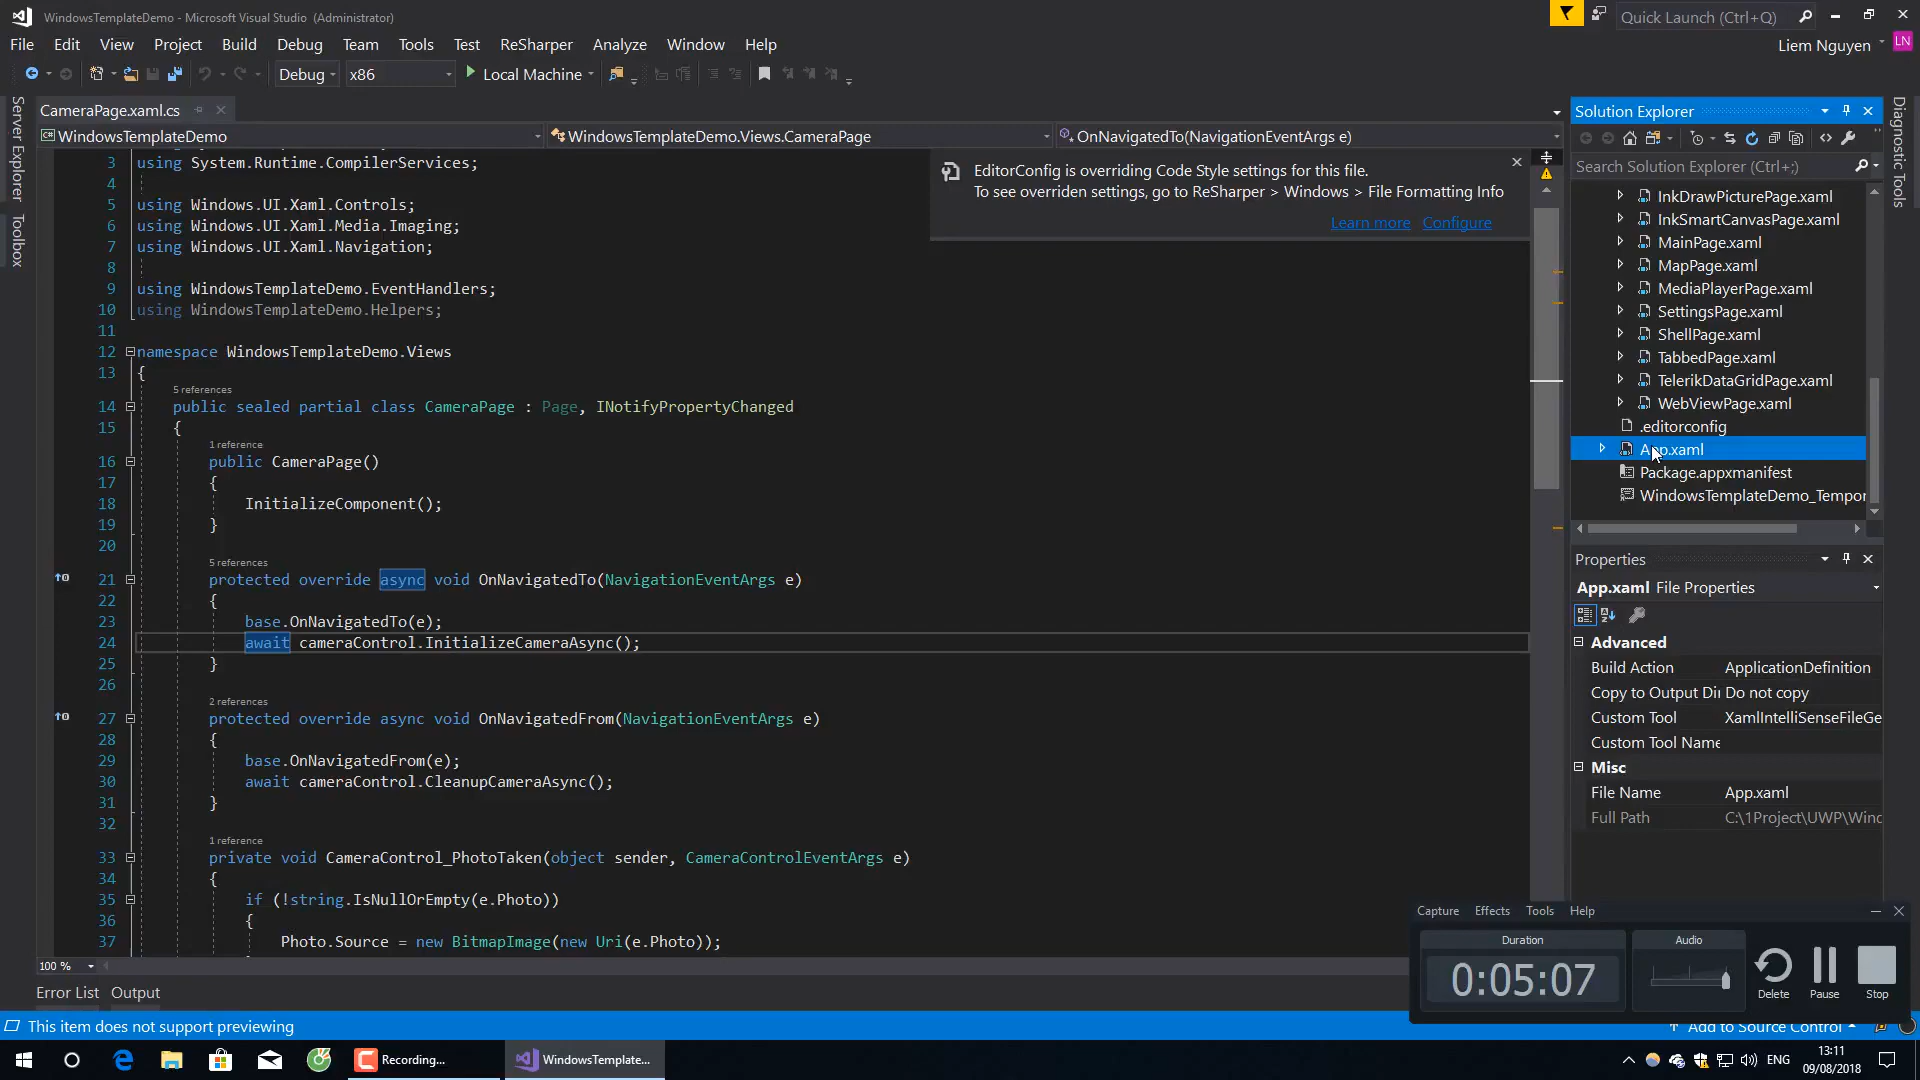 WindowsTemplateDemo - Microsoft Visual Studio (Administrator)
Quick Launch (Ctrl+Q)
File Edit View Project Build Debug Team Tools Test ReSharper Analyze Window Help
Liem Nguyen LN
Debug x86 Local Machine
Server Explorer
Toolbox
CameraPage.xaml.cs
WindowsTemplateDemo WindowsTemplateDemo.Views.CameraPage OnNavigatedTo(NavigationEventArgs e)
EditorConfig is overriding Code Style settings for this file.
To see overriden settings, go to ReSharper > Windows > File Formatting Info
Learn more Configure
3 using System.Runtime.CompilerServices;
4
5 using Windows.UI.Xaml.Controls;
6 using Windows.UI.Xaml.Media.Imaging;
7 using Windows.UI.Xaml.Navigation;
8
9 using WindowsTemplateDemo.EventHandlers;
10 using WindowsTemplateDemo.Helpers;
11
12 namespace WindowsTemplateDemo.Views
13 {
5 references
14 public sealed partial class CameraPage : Page, INotifyPropertyChanged
15 {
1 reference
16 public CameraPage()
17 {
18 InitializeComponent();
19 }
20
5 references
21 protected override async void OnNavigatedTo(NavigationEventArgs e)
22 {
23 base.OnNavigatedTo(e);
24 await cameraControl.InitializeCameraAsync();
25 }
26
2 references
27 protected override async void OnNavigatedFrom(NavigationEventArgs e)
28 {
29 base.OnNavigatedFrom(e);
30 await cameraControl.CleanupCameraAsync();
31 }
32
1 reference
33 private void CameraControl_PhotoTaken(object sender, CameraControlEventArgs e)
34 {
35 if (!string.IsNullOrEmpty(e.Photo))
36 {
37 Photo.Source = new BitmapImage(new Uri(e.Photo));
100 %
Error List Output
This item does not support previewing
Solution Explorer
Search Solution Explorer (Ctrl+;)
InkDrawPicturePage.xaml
InkSmartCanvasPage.xaml
MainPage.xaml
MapPage.xaml
MediaPlayerPage.xaml
SettingsPage.xaml
ShellPage.xaml
TabbedPage.xaml
TelerikDataGridPage.xaml
WebViewPage.xaml
.editorconfig
App.xaml
Package.appxmanifest
WindowsTemplateDemo_Tempor
Diagnostic Tools
Properties
App.xaml File Properties
Advanced
Build Action ApplicationDefinition
Copy to Output Di Do not copy
Custom Tool XamlIntelliSenseFileGe
Custom Tool Name
Misc
File Name App.xaml
Full Path C:\1Project\UWP\Wind
Capture Effects Tools Help
Duration Audio
0:05:07
Delete Pause Stop
Add to Source Control
Recording...
WindowsTemplate...
ENG
13:11
09/08/2018